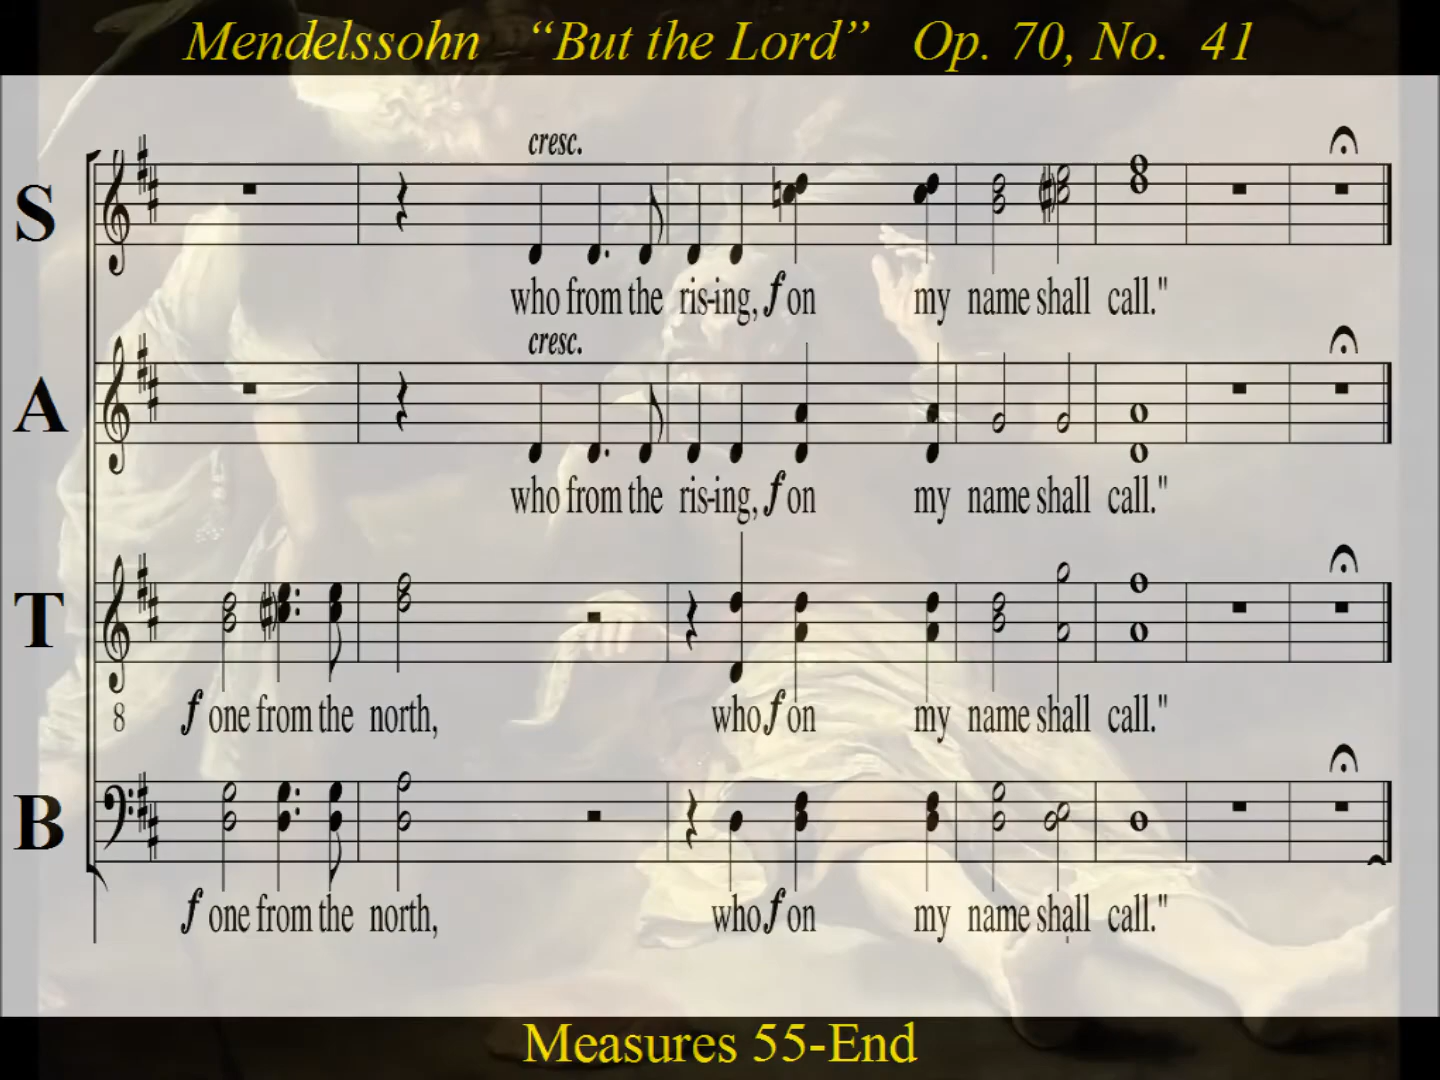 Mendelssohn “But the Lord” Op. 70, No. 41
cresc.
S
who from the ris-ing, f on my name shall call."
cresc.
A
who from the ris-ing, f on my name shall call."
T
8 f one from the north, who f on my name shall call."
B
f one from the north, who f on my name shall call."
Measures 55-End